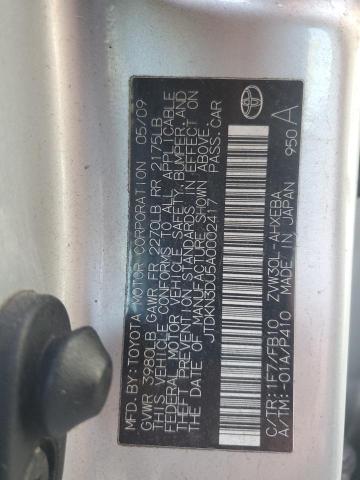 MFD. BY: TOYOTA MOTOR CORPORATION 05/09
GVWR 3980LB GAWR FR 2210LB RR 2175LB
THIS VEHICLE CONFORMS TO ALL APPLICABLE
FEDERAL MOTOR VEHICLE SAFETY, BUMPER, AND
THEFT PREVENTION STANDARDS IN EFFECT ON
THE DATE OF MANUFACTURE SHOWN ABOVE.
JTDKN3DU5A0002417 PASS. CAR
C/TR: 1F7/FB10 ZVW30L-AHXEBA
A/TM: -01A/P410 MADE IN JAPAN
950 A